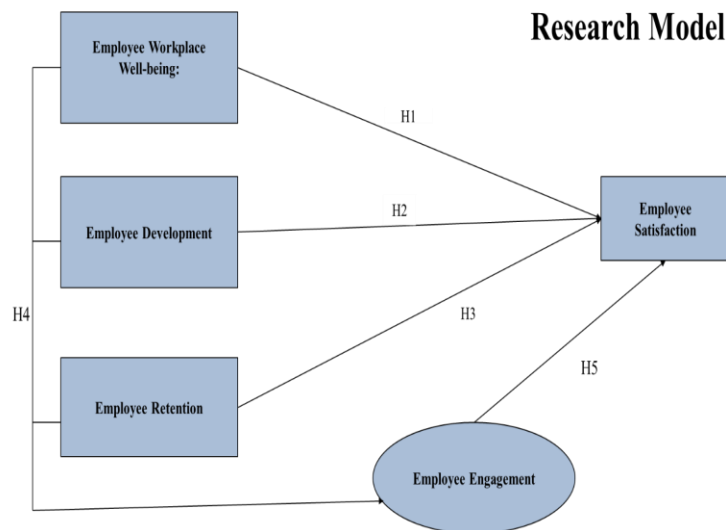 Research Model
Employee Workplace
Well-being:
H1
Employee Development
H2
Employee
Satisfaction
H4
H3
Employee Retention
H5
Employee Engagement